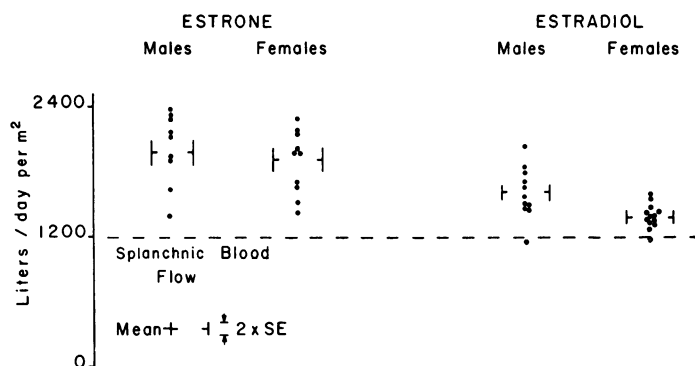 ESTRONE ESTRADIOL
Males Females Males Females
Liters / day per m²
2400
1200
Splanchnic Blood
Flow
Mean 2 x SE
0